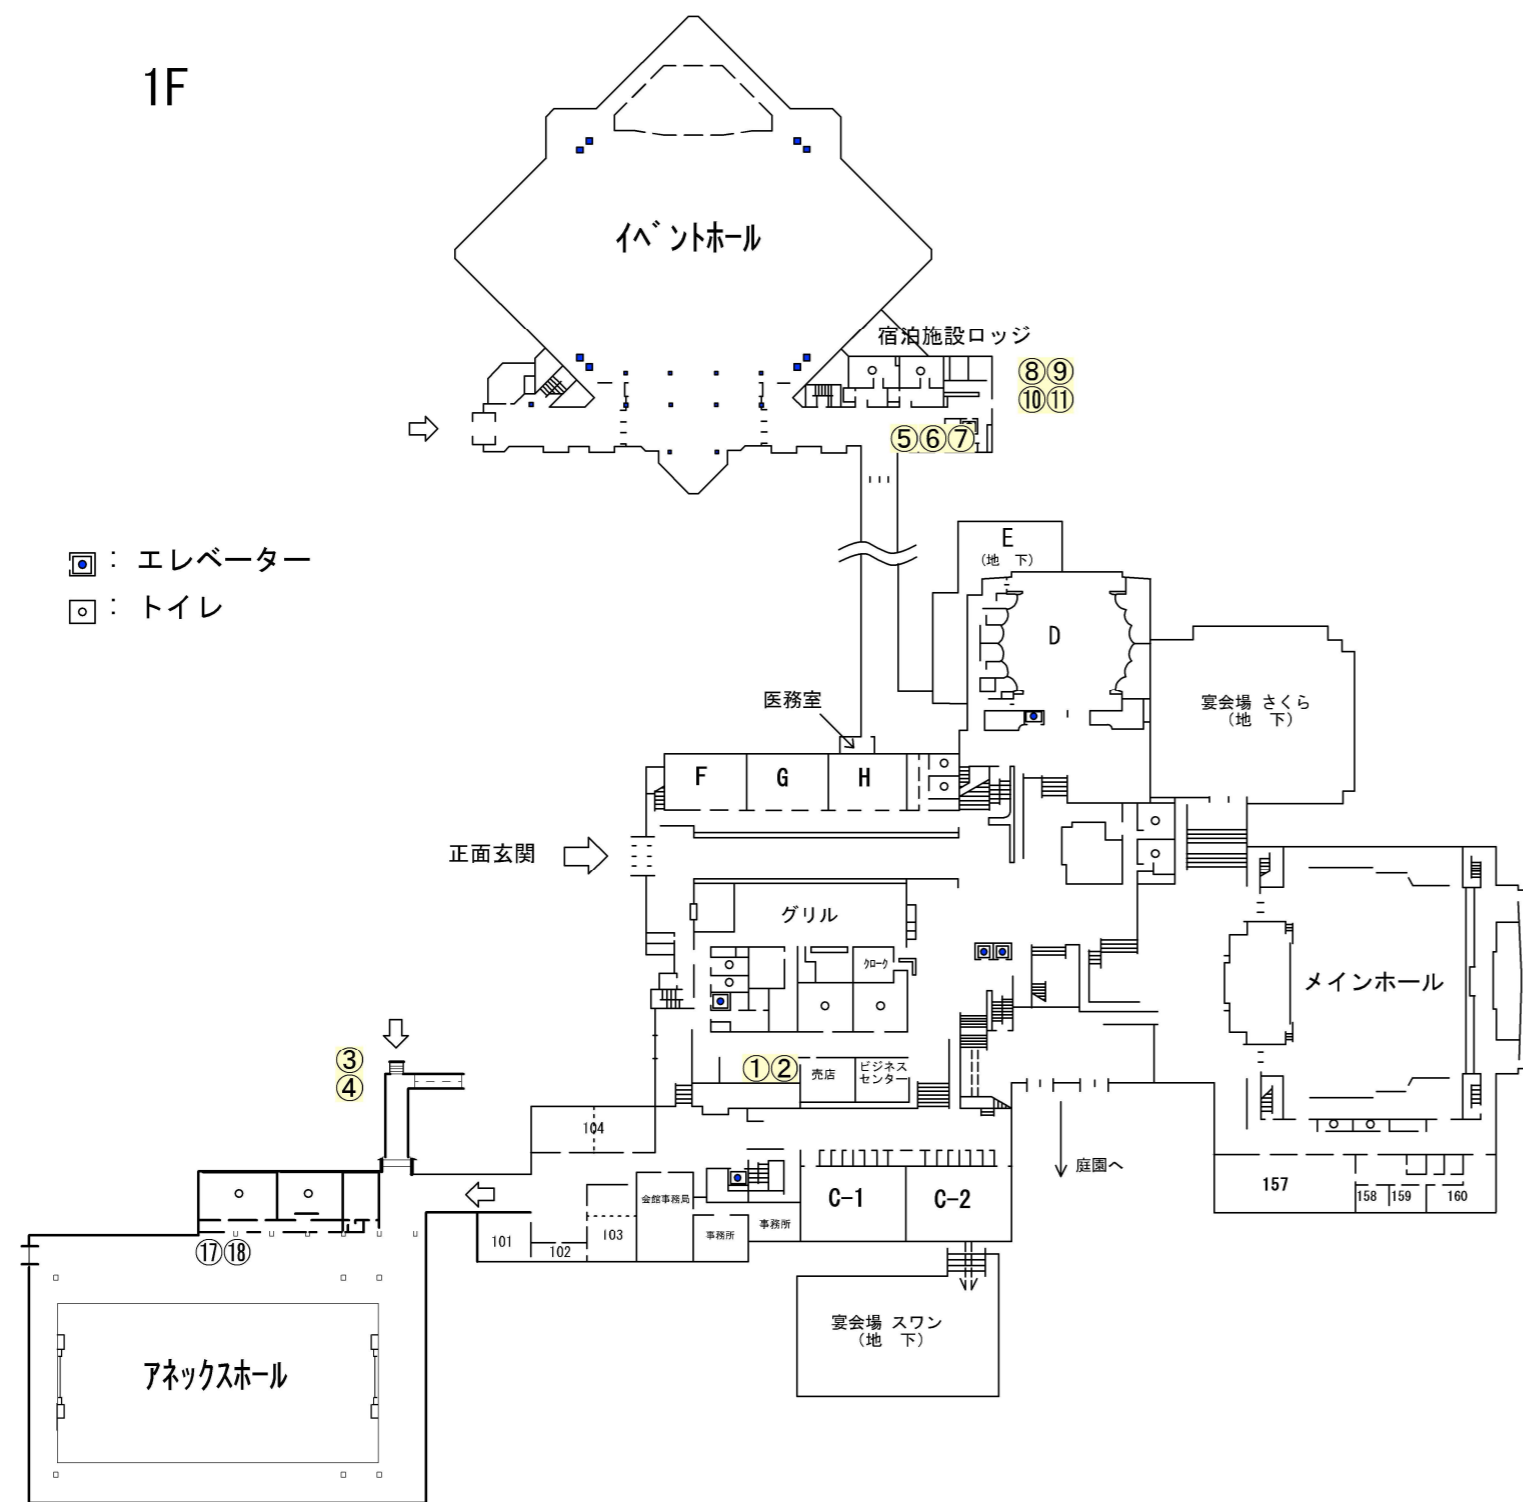 1F
イベントホール
宿泊施設ロッジ
⑧⑨
⑩⑪
⑤⑥⑦
: エレベーター
: トイレ
E
(地 下)
D
宴会場 さくら
(地 下)
医務室
F
G
H
正面玄関
グリル
クローク
メインホール
③
④
①②
売店
ビジネス
センター
104
庭園へ
会館事務局
C-1
C-2
157
158
159
160
101
102
103
事務所
事務所
⑰⑱
宴会場 スワン
(地 下)
アネックスホール